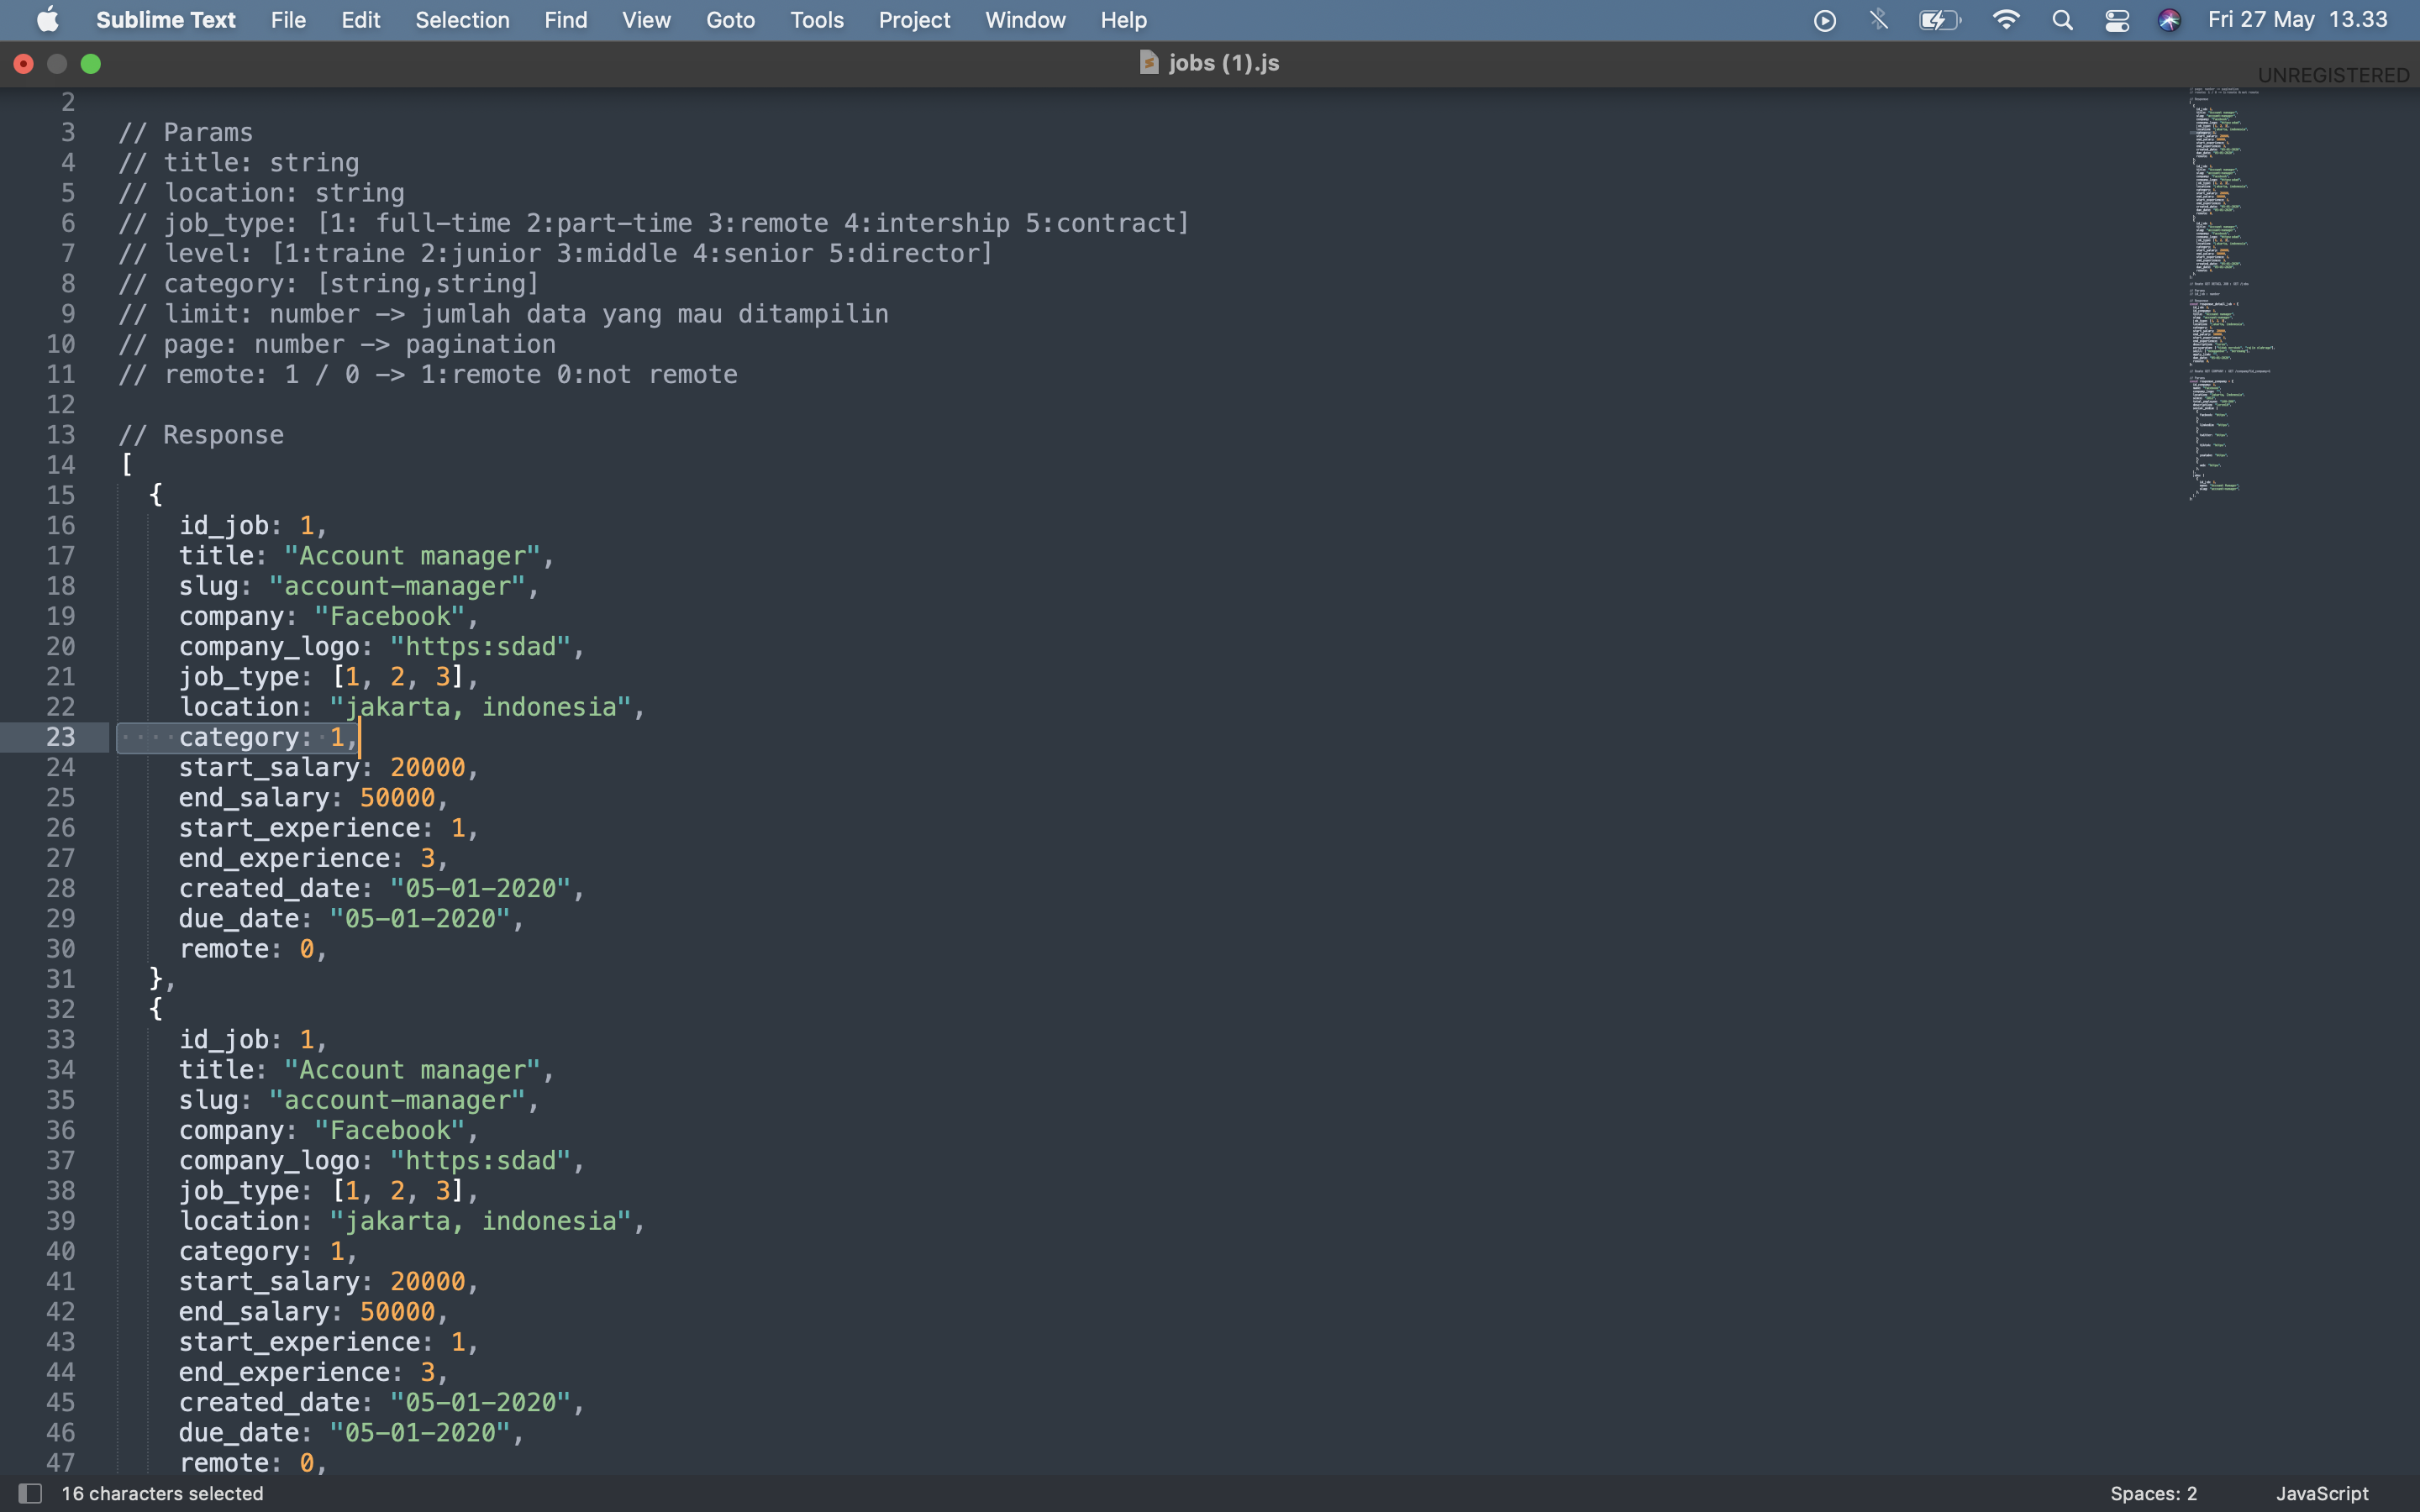 Sublime Text File Edit Selection Find View Goto Tools Project Window Help Fri 27 May 13.33
jobs (1).js
UNREGISTERED
2
3 // Params
4 // title: string
5 // location: string
6 // job_type: [1: full-time 2:part-time 3:remote 4:intership 5:contract]
7 // level: [1:traine 2:junior 3:middle 4:senior 5:director]
8 // category: [string,string]
9 // limit: number -> jumlah data yang mau ditampilin
10 // page: number -> pagination
11 // remote: 1 / 0 -> 1:remote 0:not remote
12
13 // Response
14 [
15 {
16 id_job: 1,
17 title: "Account manager",
18 slug: "account-manager",
19 company: "Facebook",
20 company_logo: "https:sdad",
21 job_type: [1, 2, 3],
22 location: "jakarta, indonesia",
23 category: 1,
24 start_salary: 20000,
25 end_salary: 50000,
26 start_experience: 1,
27 end_experience: 3,
28 created_date: "05-01-2020",
29 due_date: "05-01-2020",
30 remote: 0,
31 },
32 {
33 id_job: 1,
34 title: "Account manager",
35 slug: "account-manager",
36 company: "Facebook",
37 company_logo: "https:sdad",
38 job_type: [1, 2, 3],
39 location: "jakarta, indonesia",
40 category: 1,
41 start_salary: 20000,
42 end_salary: 50000,
43 start_experience: 1,
44 end_experience: 3,
45 created_date: "05-01-2020",
46 due_date: "05-01-2020",
47 remote: 0,
16 characters selected Spaces: 2 JavaScript